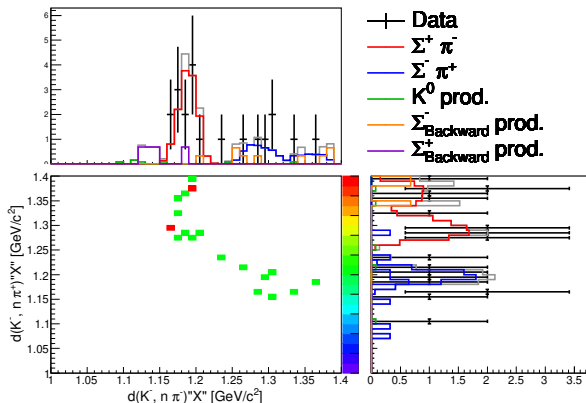 6
5
4
3
2
1
0
Data
Σ⁺ π⁻
Σ⁻ π⁺
K⁰ prod.
Σ⁻Backward prod.
Σ⁺Backward prod.
1.4
1.35
1.3
1.25
1.2
1.15
1.1
1.05
1
d(K⁻, n π⁺)"X" [GeV/c²]
1 1.05 1.1 1.15 1.2 1.25 1.3 1.35 1.4
d(K⁻, n π⁻)"X" [GeV/c²]
0 0.5 1 1.5 2 2.5 3 3.5